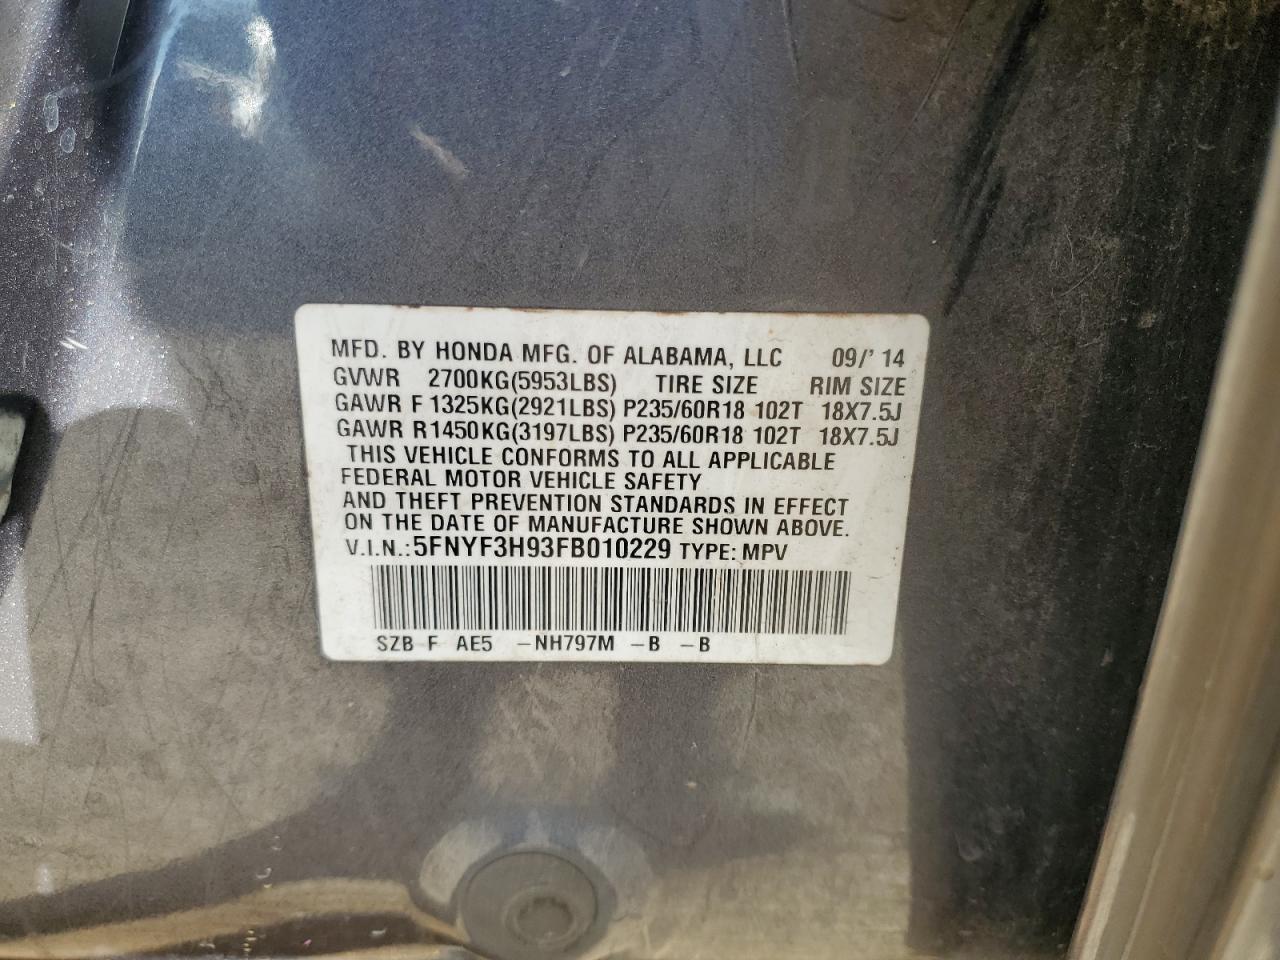 MFD. BY HONDA MFG. OF ALABAMA, LLC 09/' 14
GVWR 2700KG(5953LBS) TIRE SIZE RIM SIZE
GAWR F 1325KG(2921LBS) P235/60R18 102T 18X7.5J
GAWR R1450KG(3197LBS) P235/60R18 102T 18X7.5J
THIS VEHICLE CONFORMS TO ALL APPLICABLE
FEDERAL MOTOR VEHICLE SAFETY
AND THEFT PREVENTION STANDARDS IN EFFECT
ON THE DATE OF MANUFACTURE SHOWN ABOVE.
V.I.N.:5FNYF3H93FB010229 TYPE: MPV
SZB F AE5 -NH797M -B -B